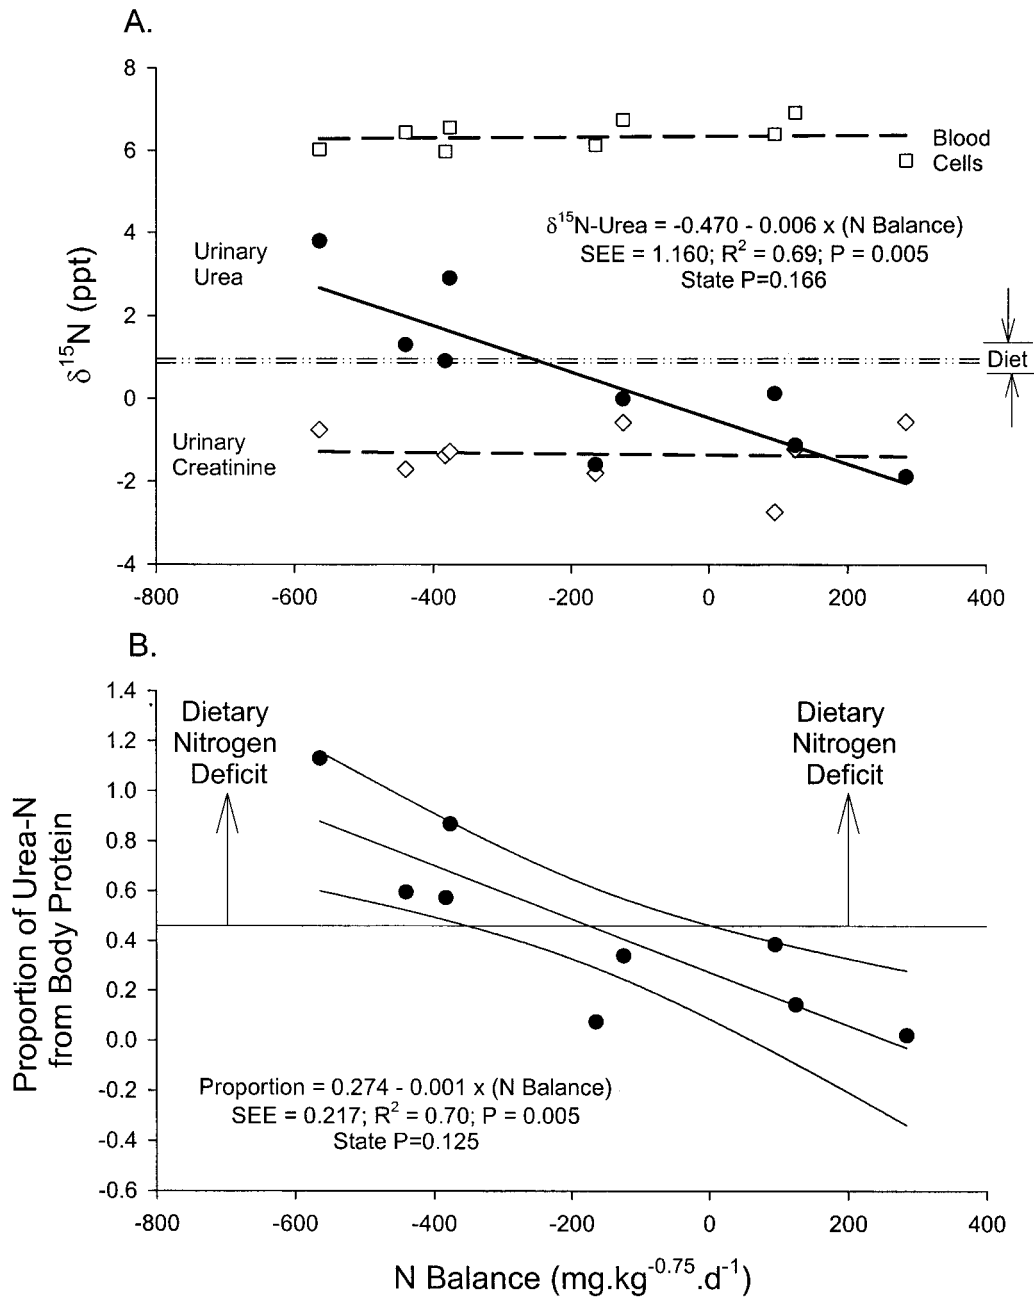 A.
8
6
4
2
0
-2
-4
δ¹⁵N (ppt)
Blood
Cells
Urinary
Urea
δ¹⁵N-Urea = -0.470 - 0.006 x (N Balance)
SEE = 1.160; R² = 0.69; P = 0.005
State P=0.166
Diet
Urinary
Creatinine
-800 -600 -400 -200 0 200 400
B.
1.4
1.2
1.0
0.8
0.6
0.4
0.2
0.0
-0.2
-0.4
-0.6
Proportion of Urea-N
from Body Protein
Dietary
Nitrogen
Deficit
Dietary
Nitrogen
Deficit
Proportion = 0.274 - 0.001 x (N Balance)
SEE = 0.217; R² = 0.70; P = 0.005
State P=0.125
-800 -600 -400 -200 0 200 400
N Balance (mg.kg⁻⁰·⁷⁵.d⁻¹)